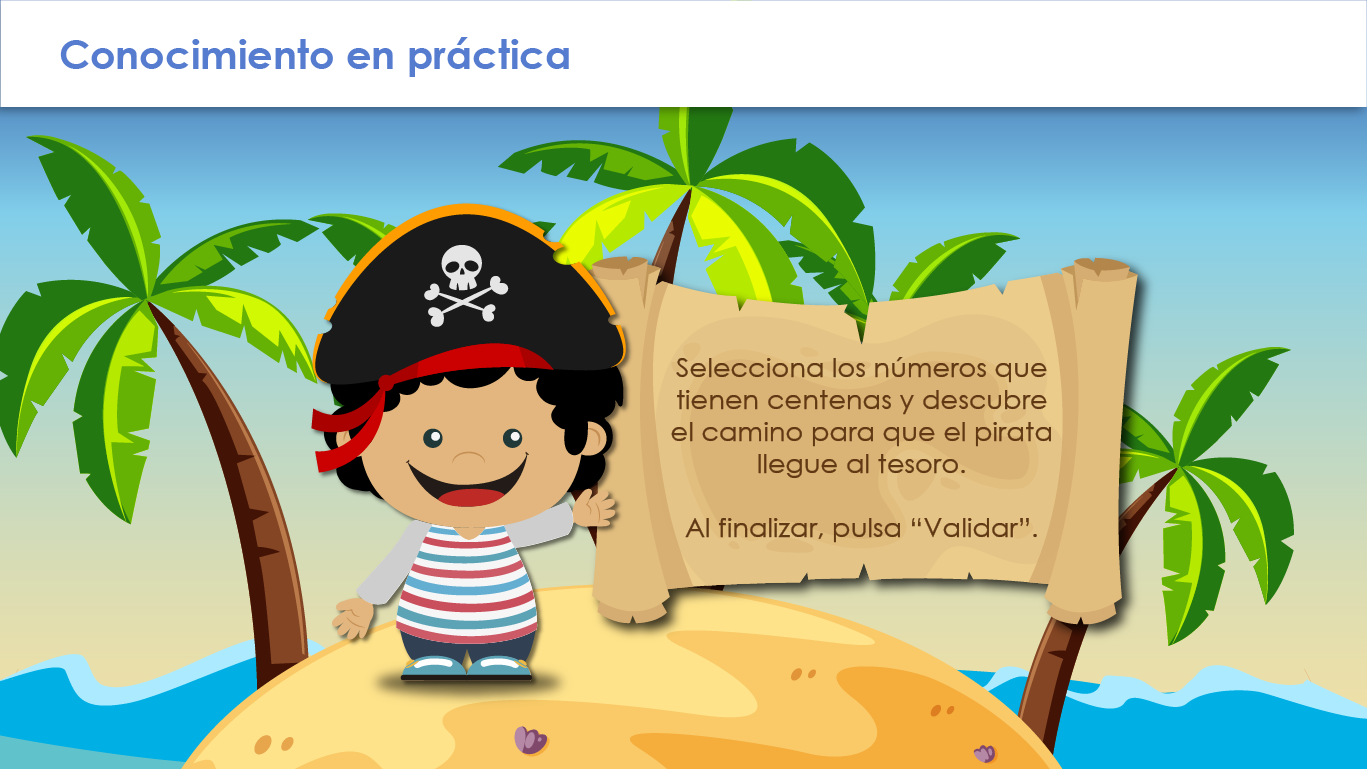 Conocimiento en práctica
Selecciona los números que
tienen centenas y descubre
el camino para que el pirata
llegue al tesoro.
Al finalizar, pulsa “Validar”.